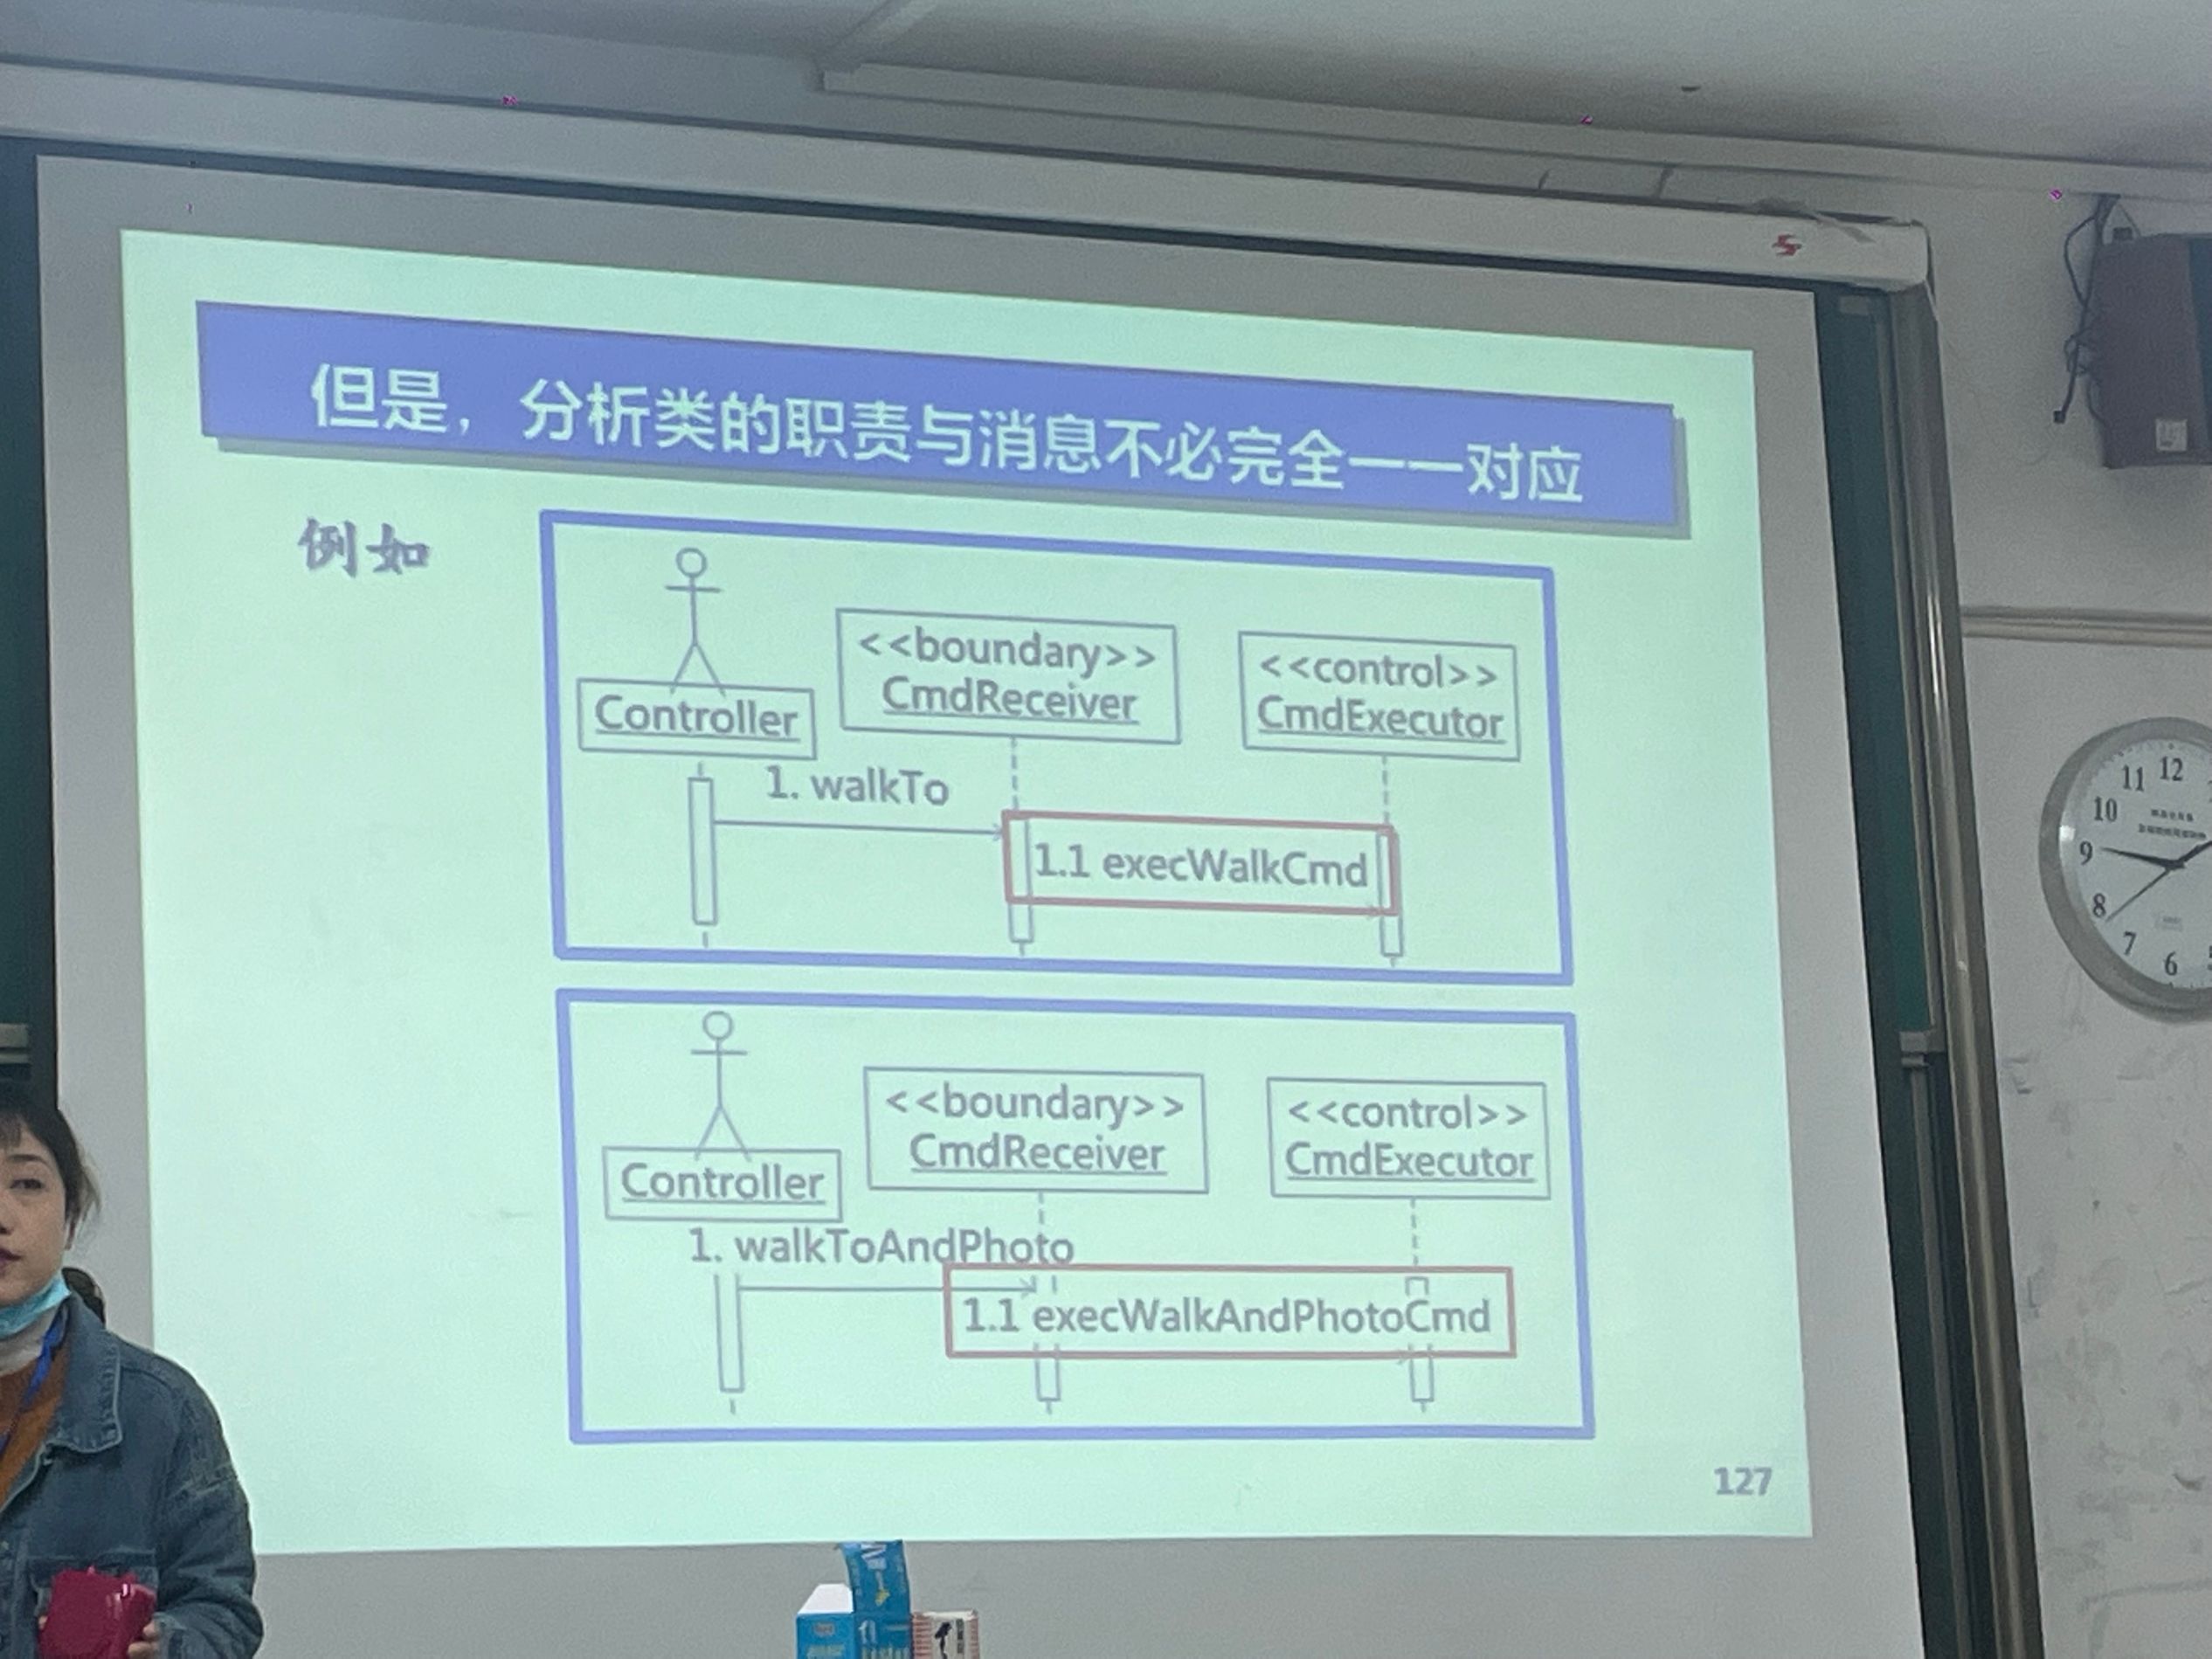 但是，分析类的职责与消息不必完全一一对应
例如
Controller
<<boundary>>
CmdReceiver
<<control>>
CmdExecutor
1. walkTo
1.1 execWalkCmd
Controller
<<boundary>>
CmdReceiver
<<control>>
CmdExecutor
1. walkToAndPhoto
1.1 execWalkAndPhotoCmd
127
11 12
10
9
8
7
6